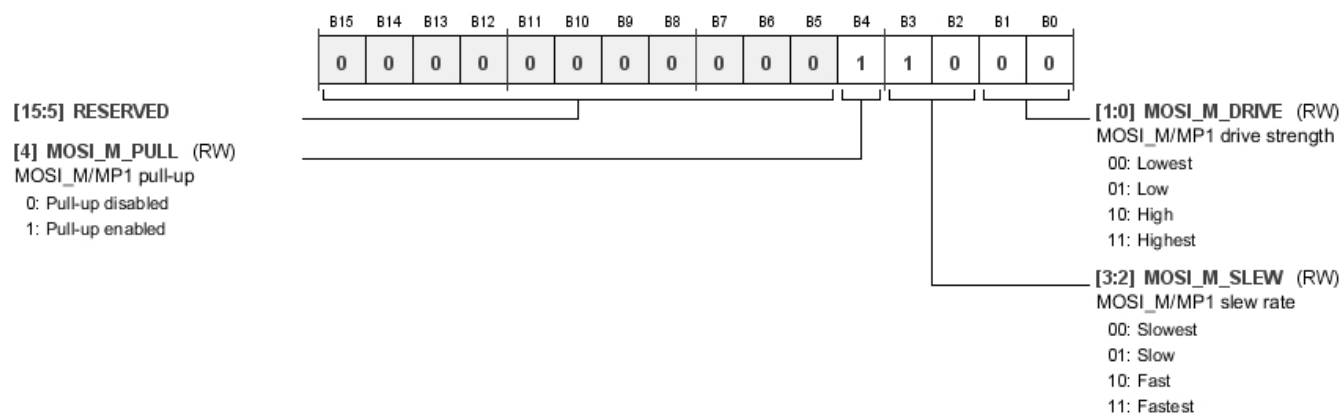 B15 B14 B13 B12 B11 B10 B9 B8 B7 B6 B5 B4 B3 B2 B1 B0
0 0 0 0 0 0 0 0 0 0 0 1 1 0 0 0
[15:5] RESERVED
[4] MOSI_M_PULL (RW)
MOSI_M/MP1 pull-up
0: Pull-up disabled
1: Pull-up enabled
[1:0] MOSI_M_DRIVE (RW)
MOSI_M/MP1 drive strength
00: Lowest
01: Low
10: High
11: Highest
[3:2] MOSI_M_SLEW (RW)
MOSI_M/MP1 slew rate
00: Slowest
01: Slow
10: Fast
11: Fastest